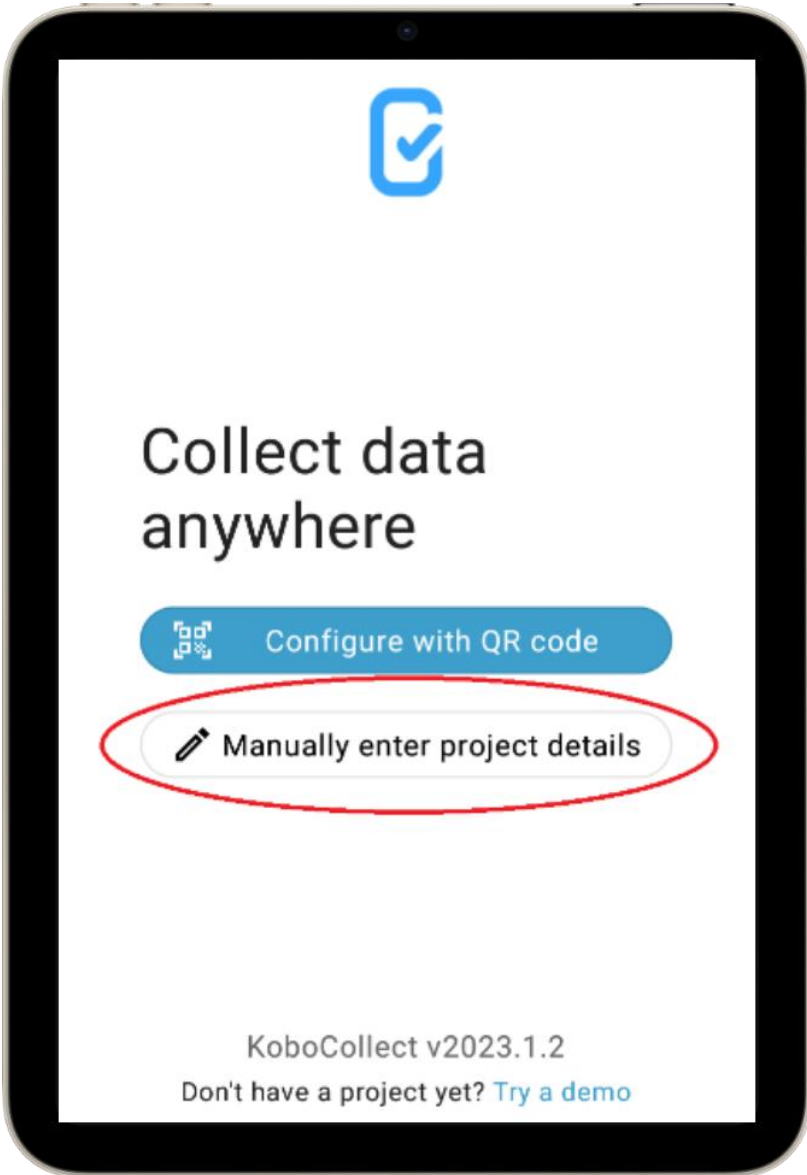 Collect data
anywhere
Configure with QR code
Manually enter project details
KoboCollect v2023.1.2
Don't have a project yet? Try a demo